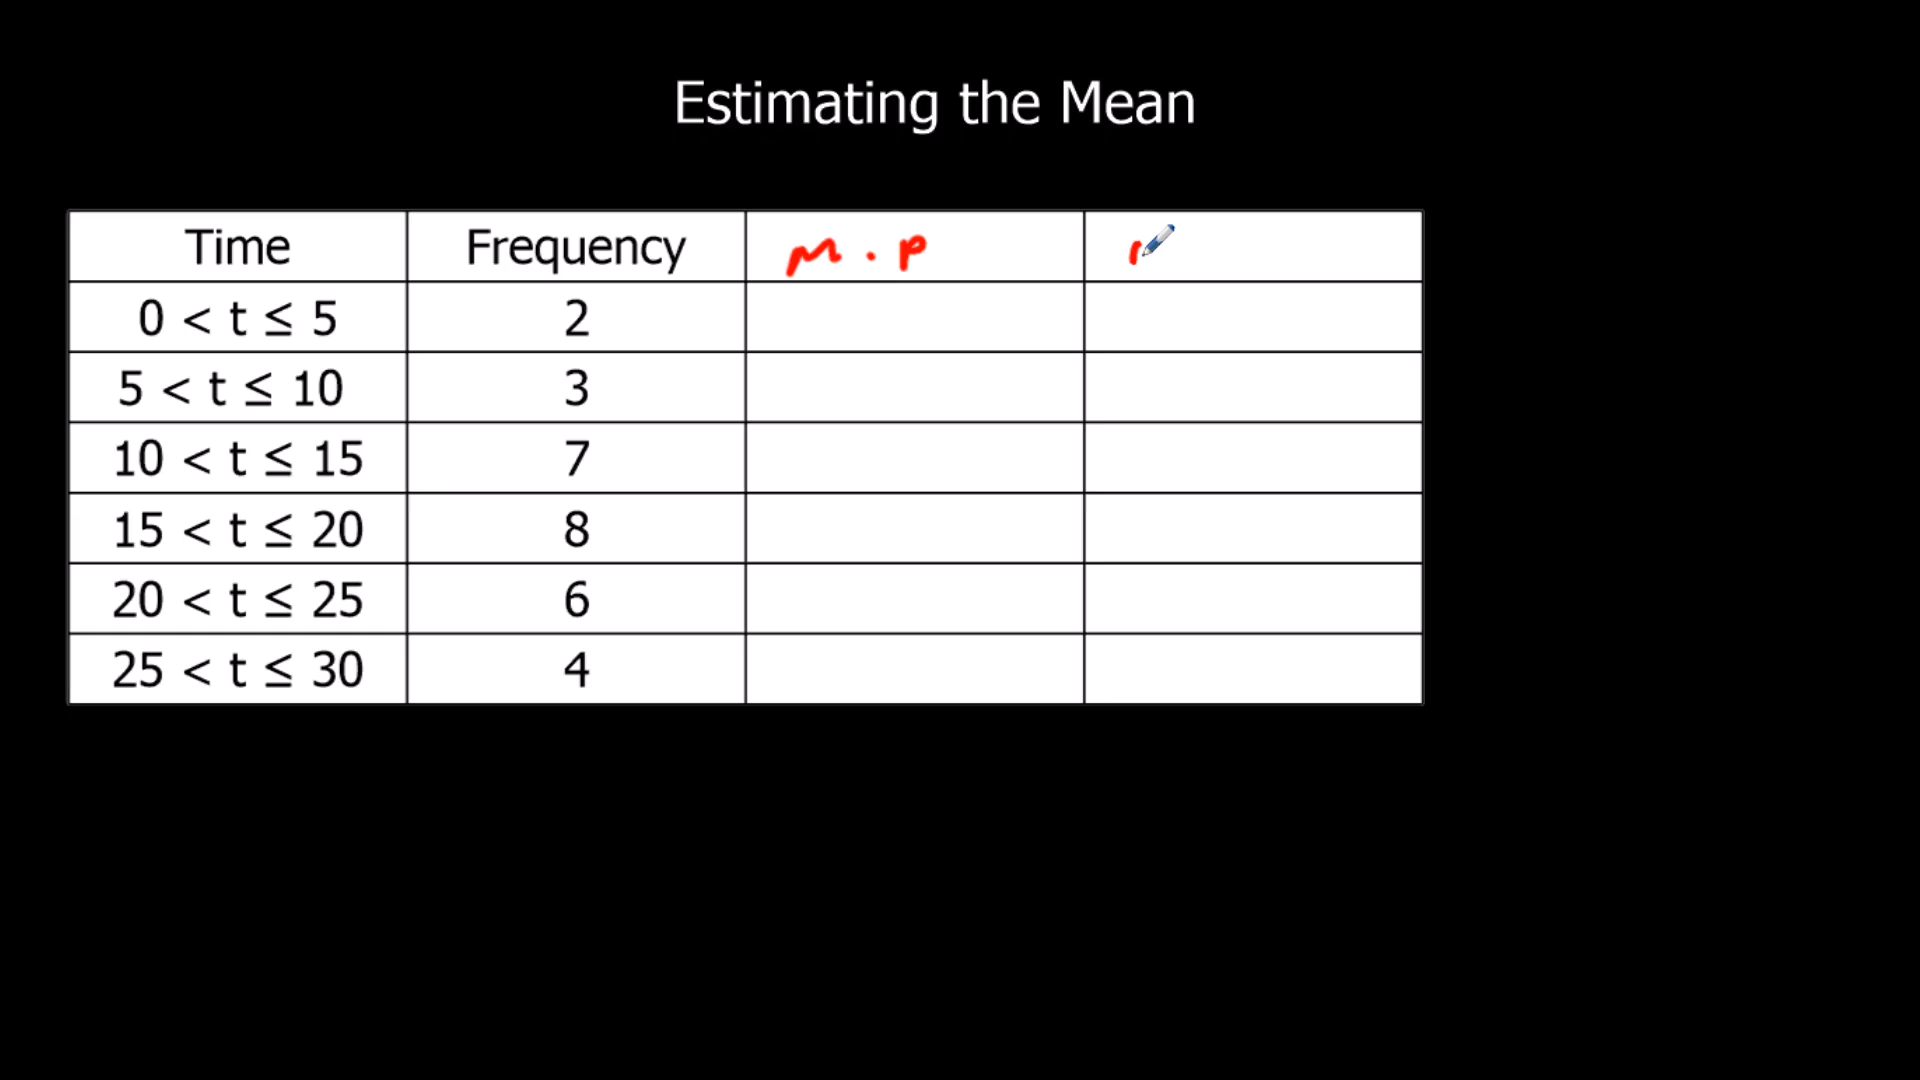 Estimating the Mean
Time Frequency M.P
0 < t ≤ 5 2
5 < t ≤ 10 3
10 < t ≤ 15 7
15 < t ≤ 20 8
20 < t ≤ 25 6
25 < t ≤ 30 4